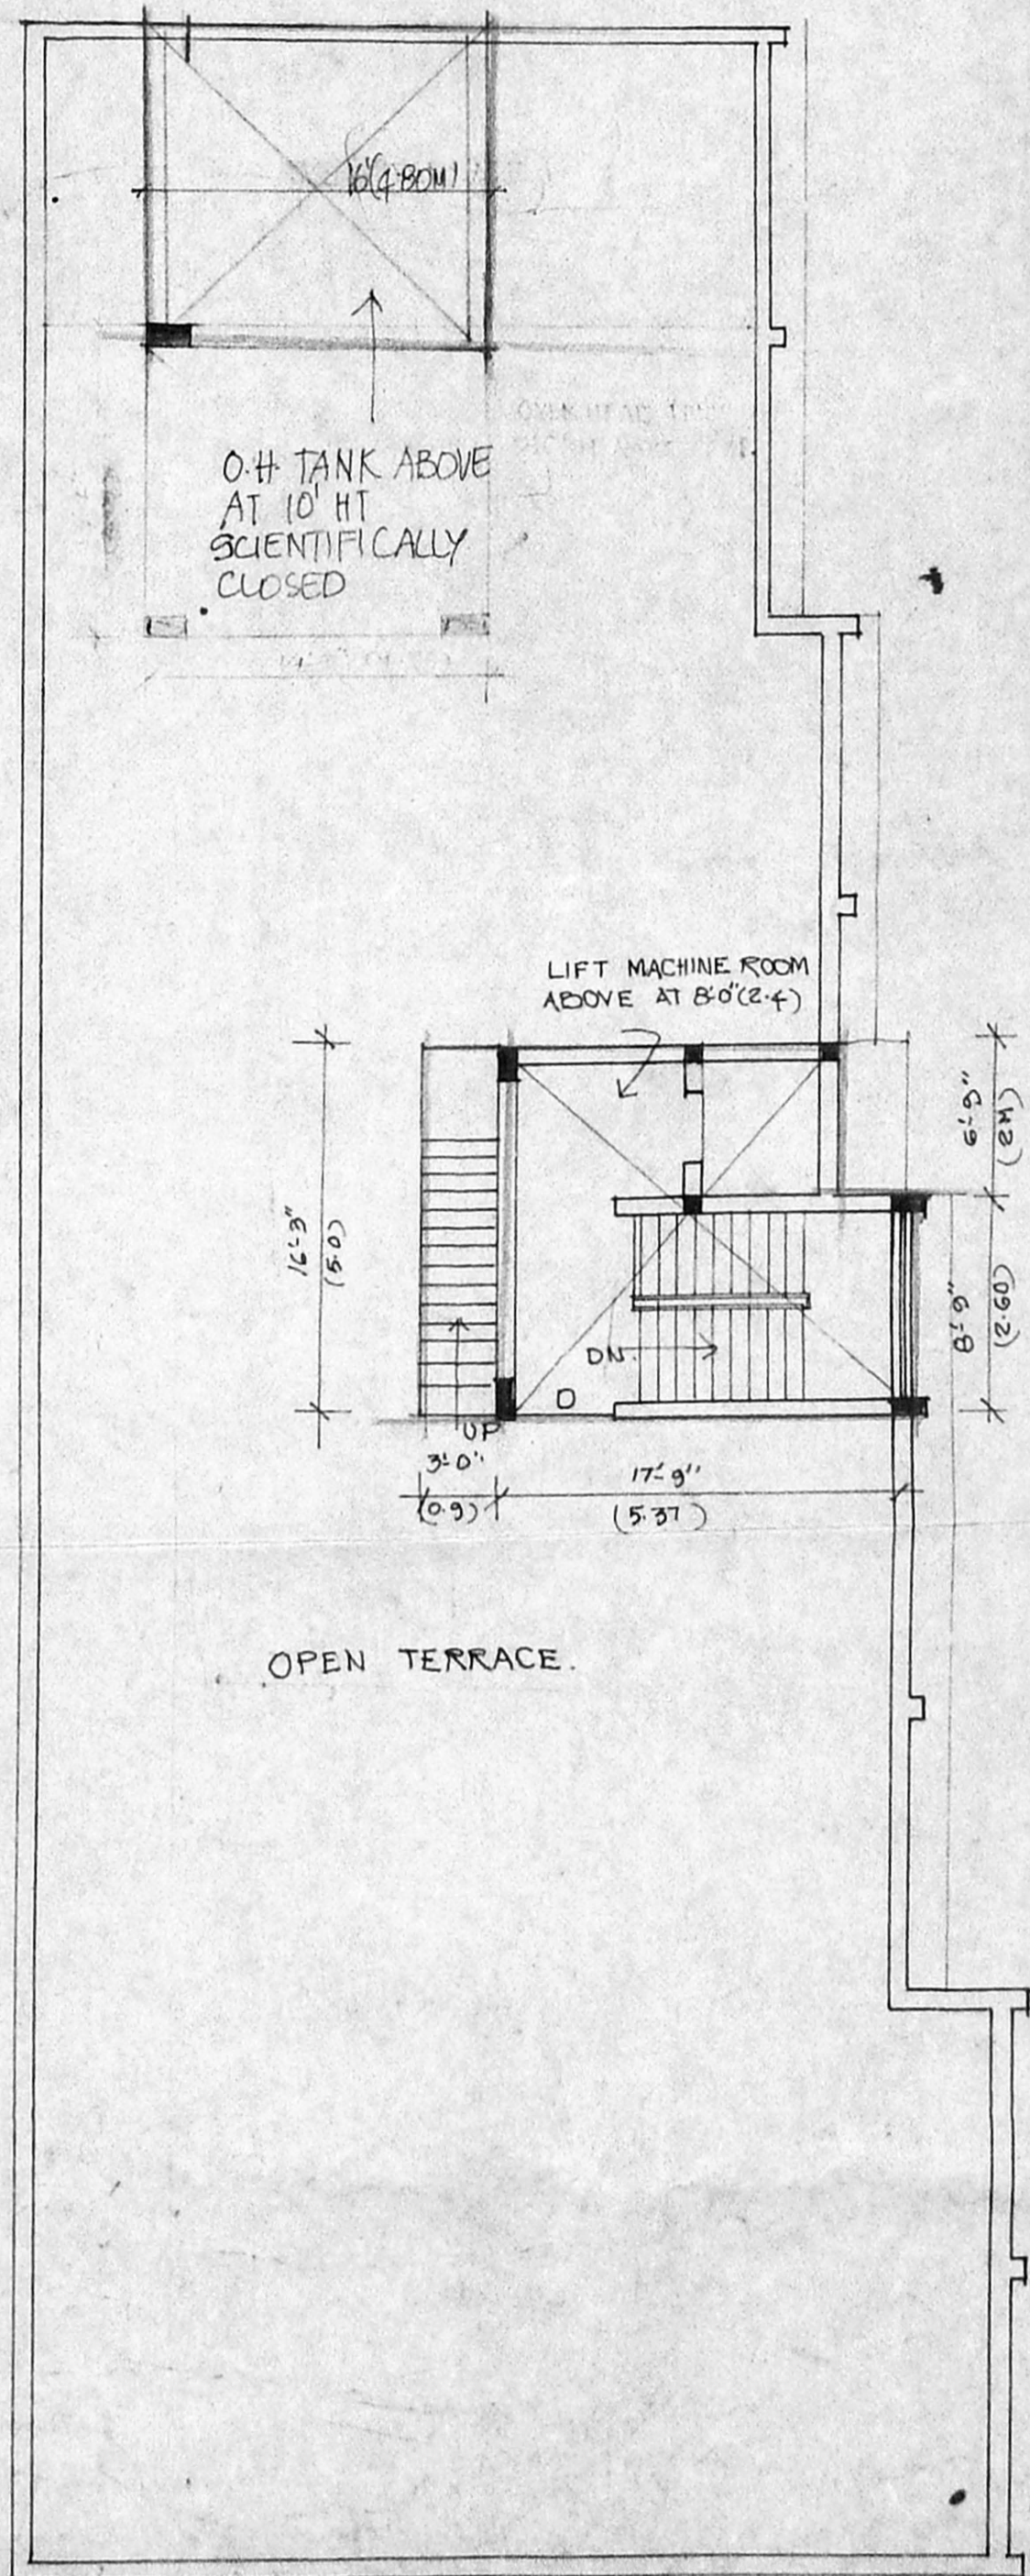 16'(4.80M)
O.H. TANK ABOVE
AT 10' HT
SCIENTIFICALLY
CLOSED
LIFT MACHINE ROOM
ABOVE AT 8'-0"(2.4)
16'-3"
(5.0)
6'-9"
8'-9"
(2.60)
DN.
D
UP
3'-0"
(0.9)
17'-9"
(5.37)
OPEN TERRACE.